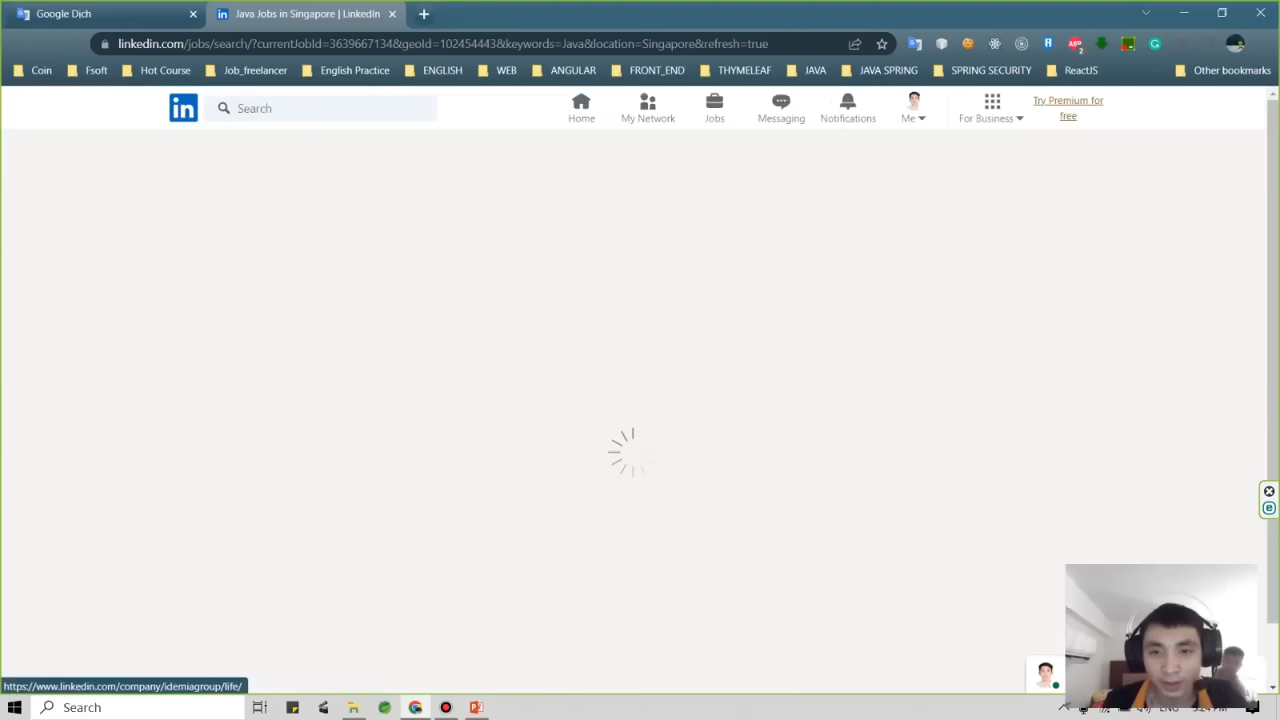 Google Dịch
Java Jobs in Singapore | LinkedIn
linkedin.com/jobs/search/?currentJobId=3639667134&geoId=102454443&keywords=Java&location=Singapore&refresh=true
Coin Fsoft Hot Course Job_freelancer English Practice ENGLISH WEB ANGULAR FRONT_END THYMELEAF JAVA JAVA SPRING SPRING SECURITY ReactJS Other bookmarks
in Search
Home My Network Jobs Messaging Notifications Me For Business
Try Premium for
free
https://www.linkedin.com/company/idemiagroup/life/
Search
ENG